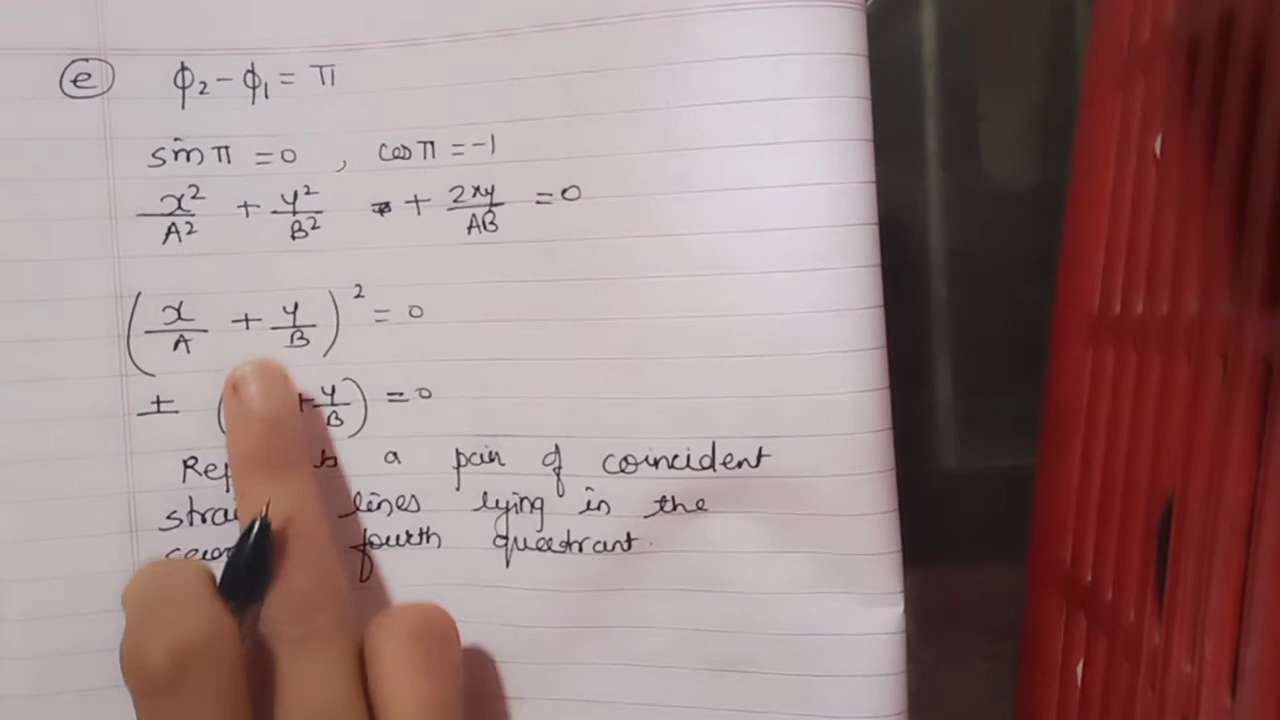 (e) ϕ₂ - ϕ₁ = π
sin π = 0 , cos π = -1
x²/A² + y²/B² + 2xy/AB = 0
(x/A + y/B)² = 0
± ( + y/B) = 0
a pair of coincident
lines lying in the
fourth quadrant.